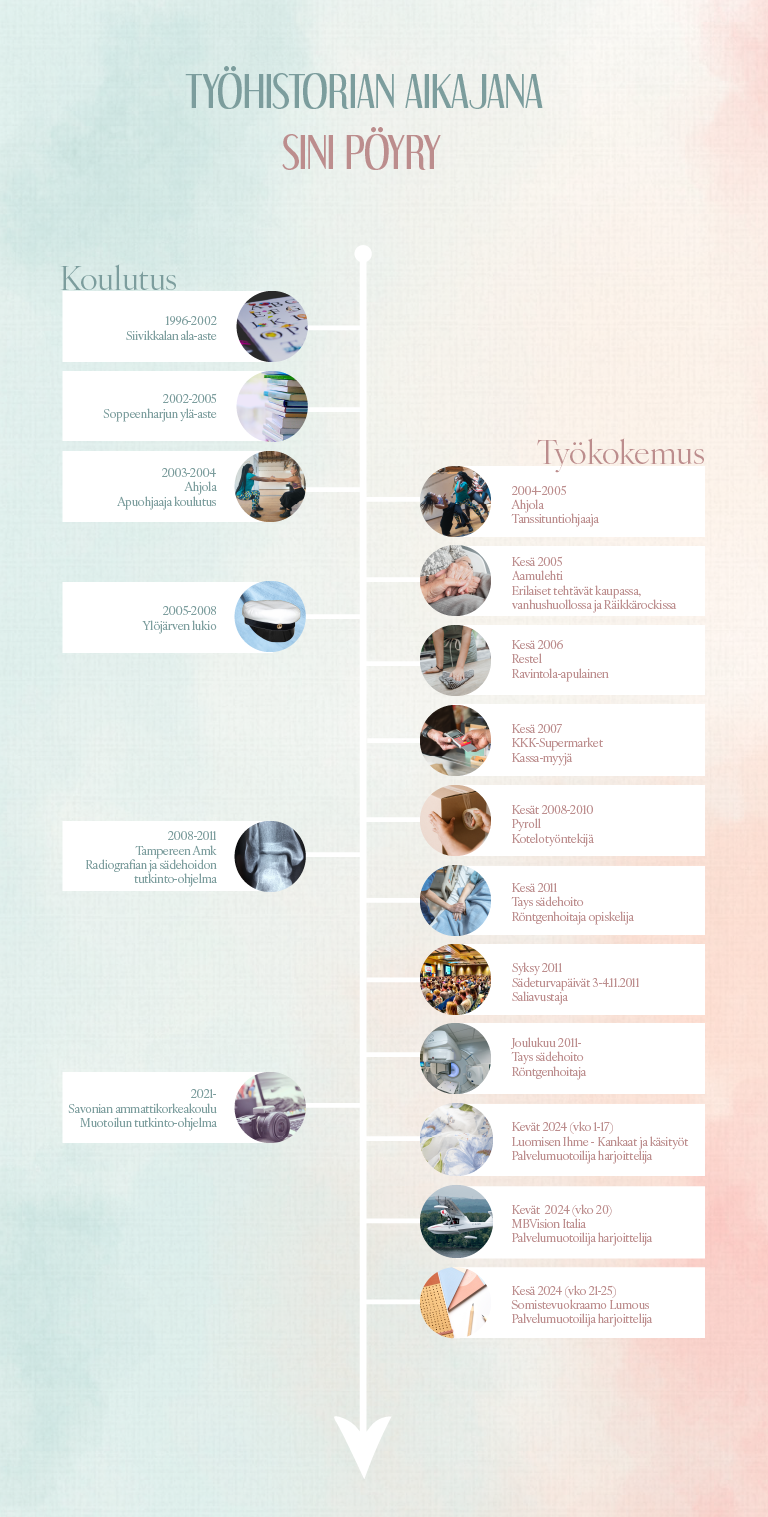 TYÖHISTORIAN AIKAJANA
SINI PÖYRY
Koulutus
1996-2002
Siivikkalan ala-aste
2002-2005
Soppeenharjun ylä-aste
2003-2004
Ahjola
Apuohjaaja koulutus
2005-2008
Ylöjärven lukio
2008-2011
Tampereen Amk
Radiografian ja sädehoidon
tutkinto-ohjelma
2021-
Savonian ammattikorkeakoulu
Muotoilun tutkinto-ohjelma
Työkokemus
2004-2005
Ahjola
Tanssituntiohjaaja
Kesä 2005
Aamulehti
Erilaiset tehtävät kaupassa,
vanhushuollossa ja Räikkärockissa
Kesä 2006
Restel
Ravintola-apulainen
Kesä 2007
KKK-Supermarket
Kassa-myyjä
Kesät 2008-2010
Pyroll
Kotelotyöntekijä
Kesä 2011
Tays sädehoito
Röntgenhoitaja opiskelija
Syksy 2011
Sädeturvapäivät 3-4.11.2011
Saliavustaja
Joulukuu 2011-
Tays sädehoito
Röntgenhoitaja
Kevät 2024 (vko 1-17)
Luomisen Ihme - Kankaat ja käsityöt
Palvelumuotoilija harjoittelija
Kevät 2024 (vko 20)
MBVision Italia
Palvelumuotoilija harjoittelija
Kesä 2024 (vko 21-25)
Somistevuokraamo Lumous
Palvelumuotoilija harjoittelija